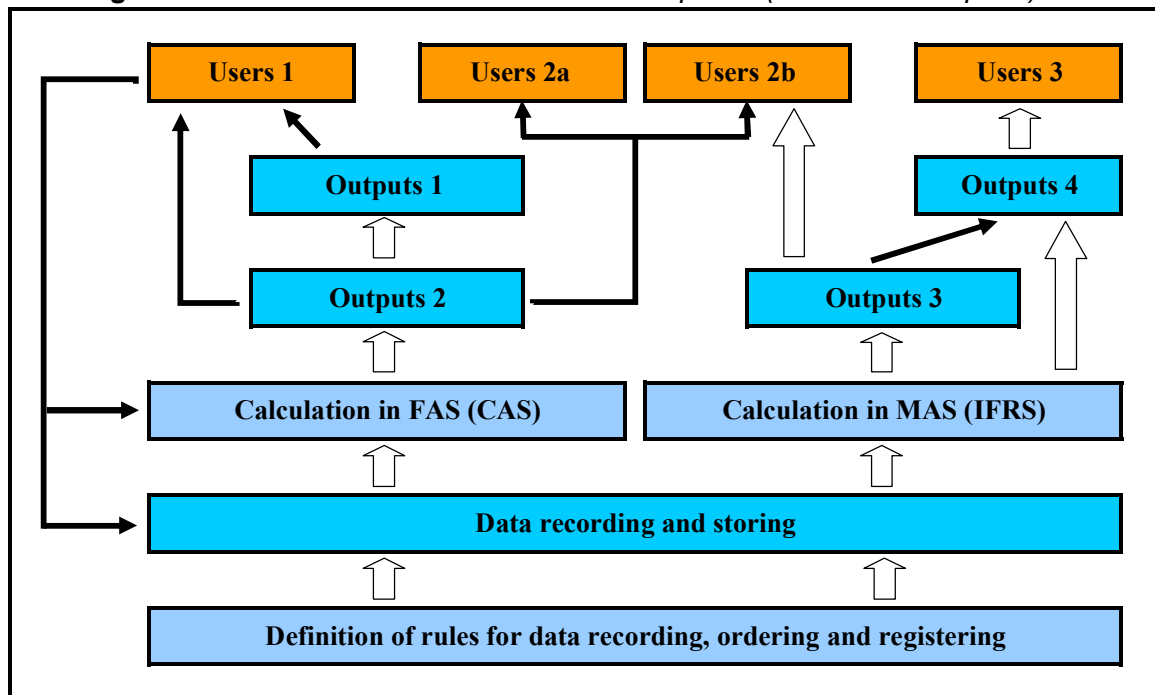 Users 1
Users 2a
Users 2b
Users 3
Outputs 1
Outputs 4
Outputs 2
Outputs 3
Calculation in FAS (CAS)
Calculation in MAS (IFRS)
Data recording and storing
Definition of rules for data recording, ordering and registering